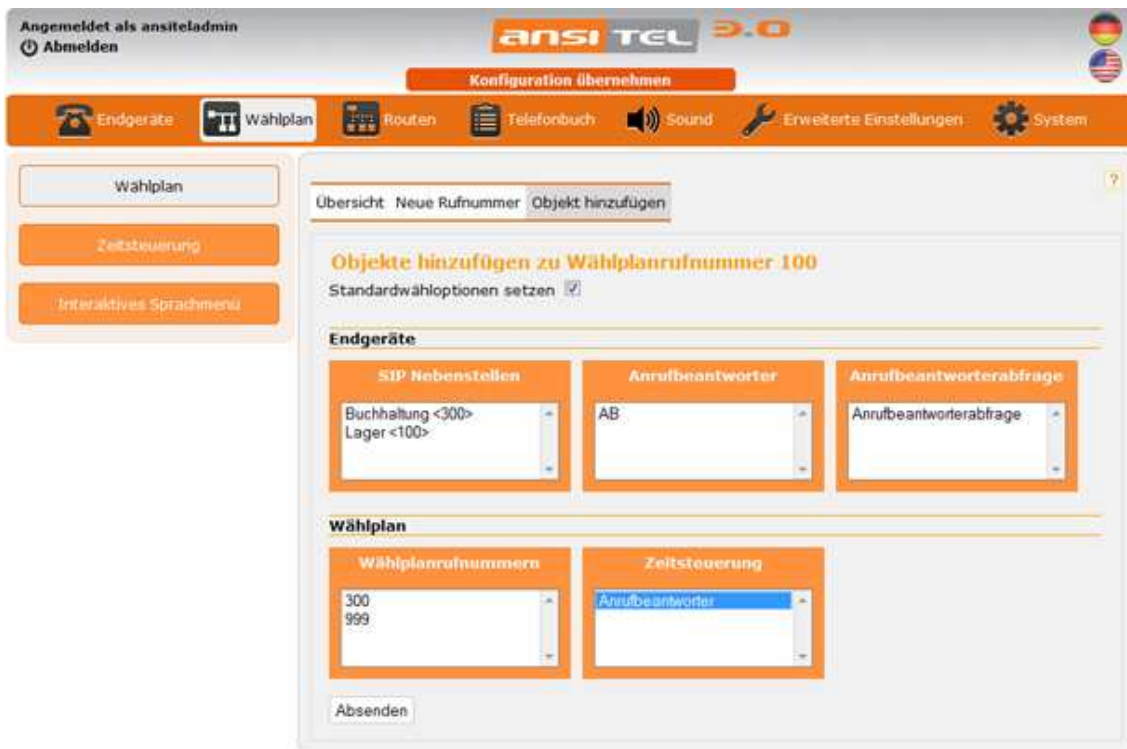 Angemeldet als ansiteladmin
Abmelden
ansi TEL 3.0
Konfiguration übernehmen
Endgeräte Wählplan Routen Telefonbuch Sound Erweiterte Einstellungen System
Wählplan
Zeitsteuerung
Interaktives Sprachmenü
?
Übersicht Neue Rufnummer Objekt hinzufügen
Objekte hinzufügen zu Wählplanrufnummer 100
Standardwähloptionen setzen
Endgeräte
SIP Nebenstellen Anrufbeantworter Anrufbeantworterabfrage
Buchhaltung <300> AB Anrufbeantworterabfrage
Lager <100>
Wählplan
Wählplanrufnummern Zeitsteuerung
300 Anrufbeantworter
999
Absenden